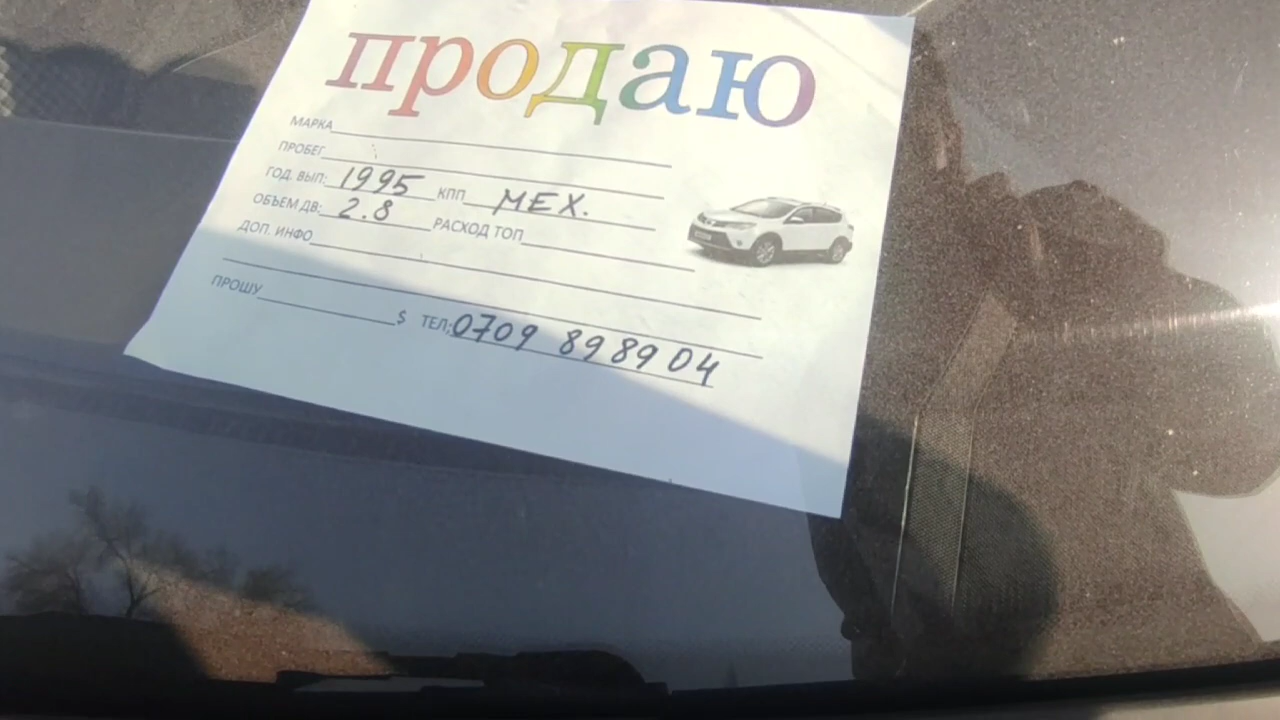 продаю
МАРКА
ПРОБЕГ
ГОД. ВЫП: 1995 КПП МЕХ.
ОБЪЕМ ДВ: 2.8 РАСХОД ТОП
ДОП. ИНФО
ПРОШУ $ ТЕЛ: 0709 898904